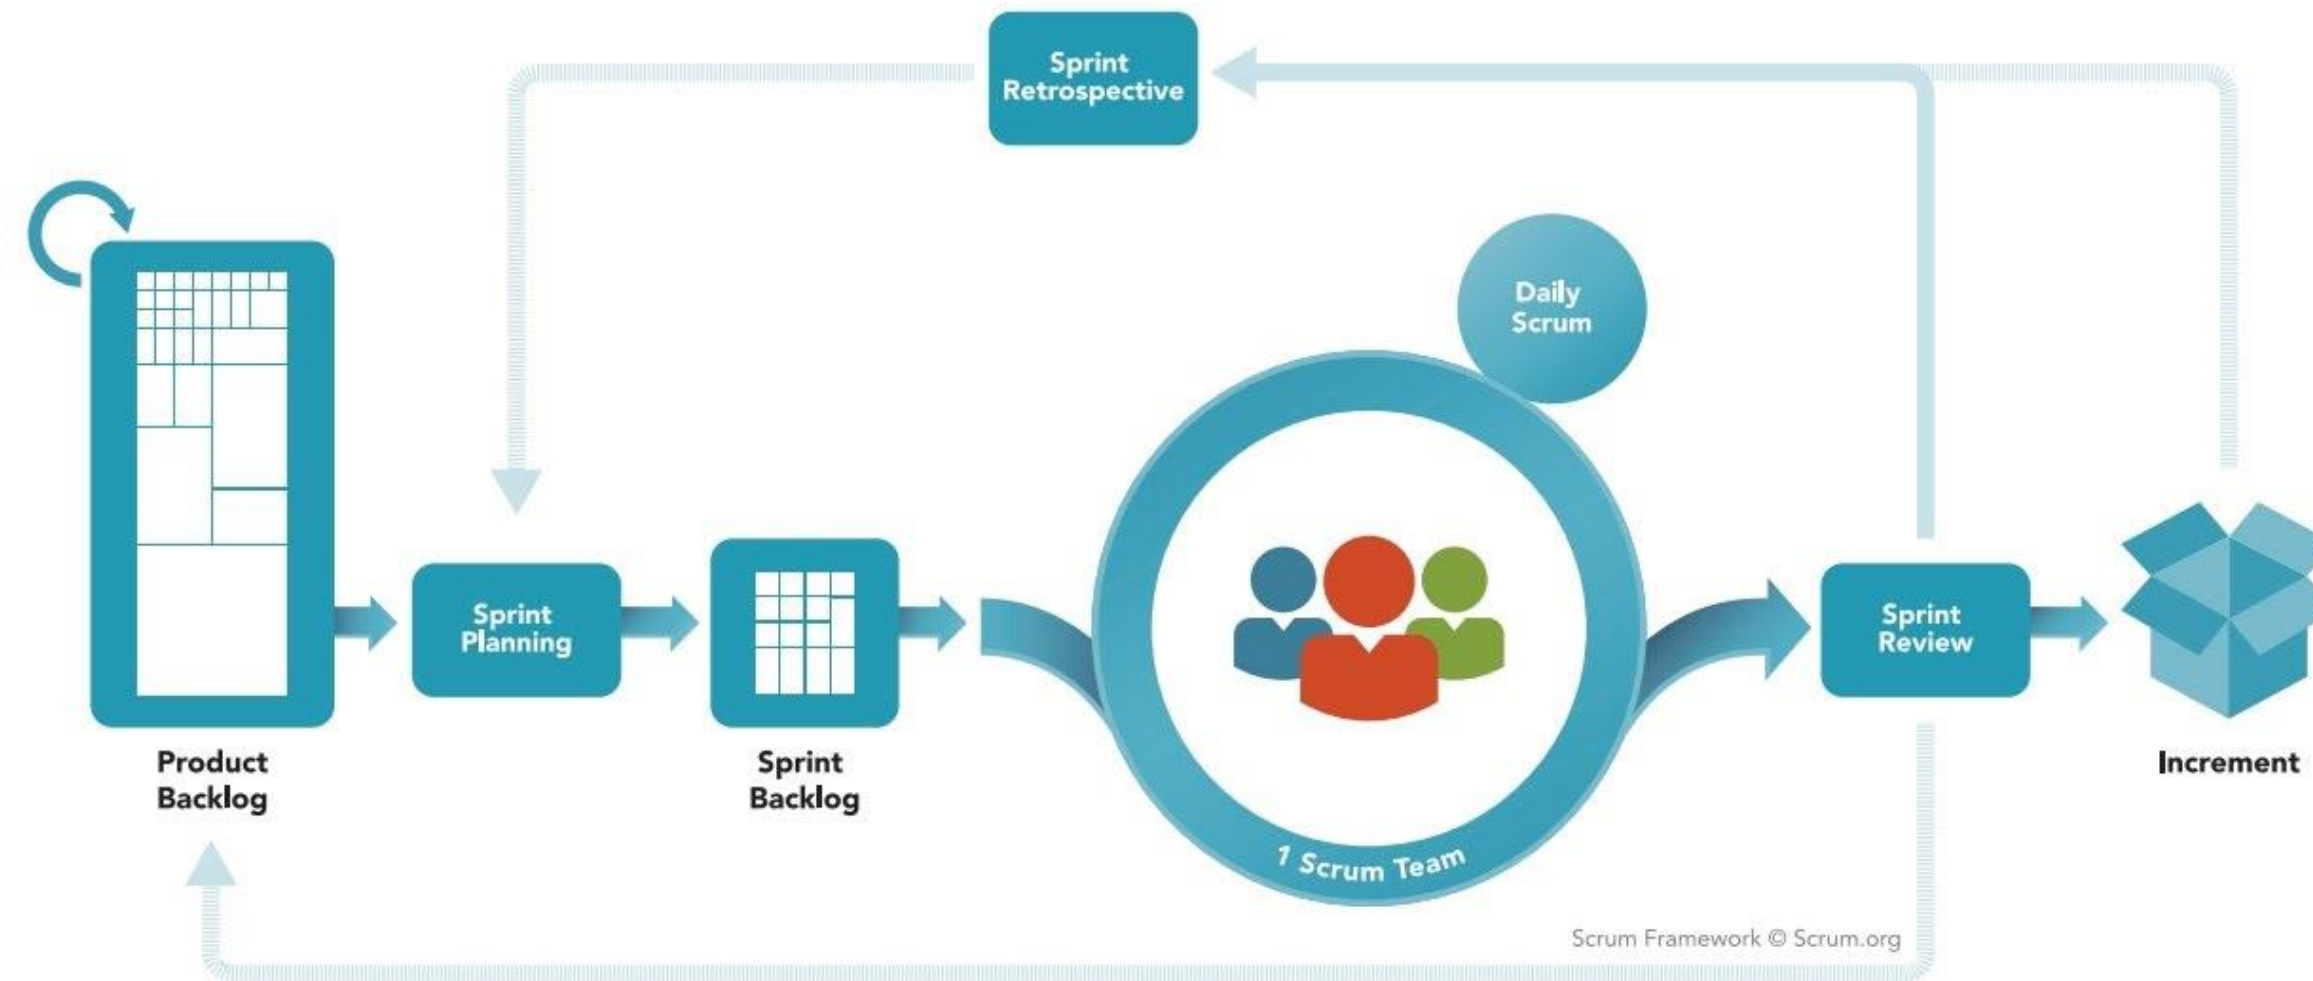 Sprint
Retrospective
Daily
Scrum
Sprint
Planning
Sprint
Review
Product
Backlog
Sprint
Backlog
Increment
1 Scrum Team
Scrum Framework © Scrum.org